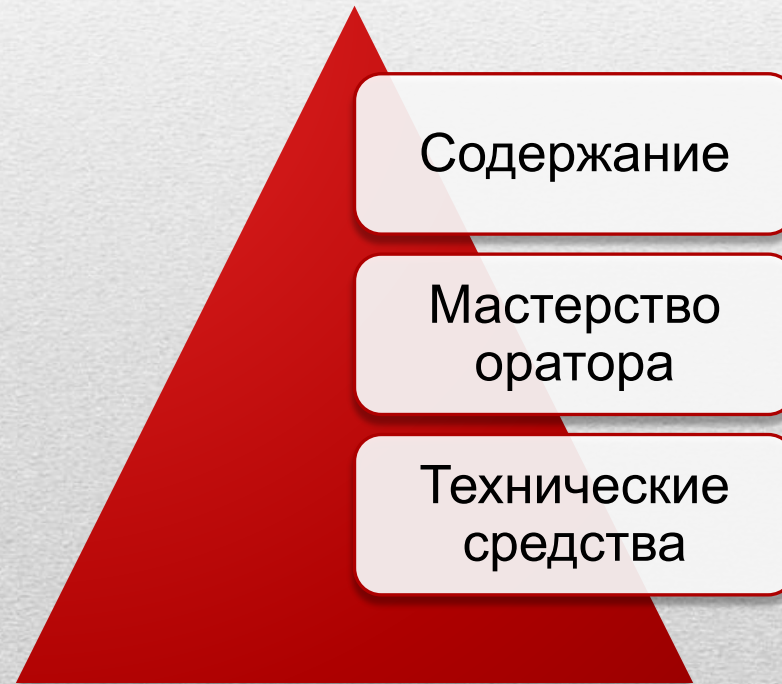 Содержание
Мастерство
оратора
Технические
средства